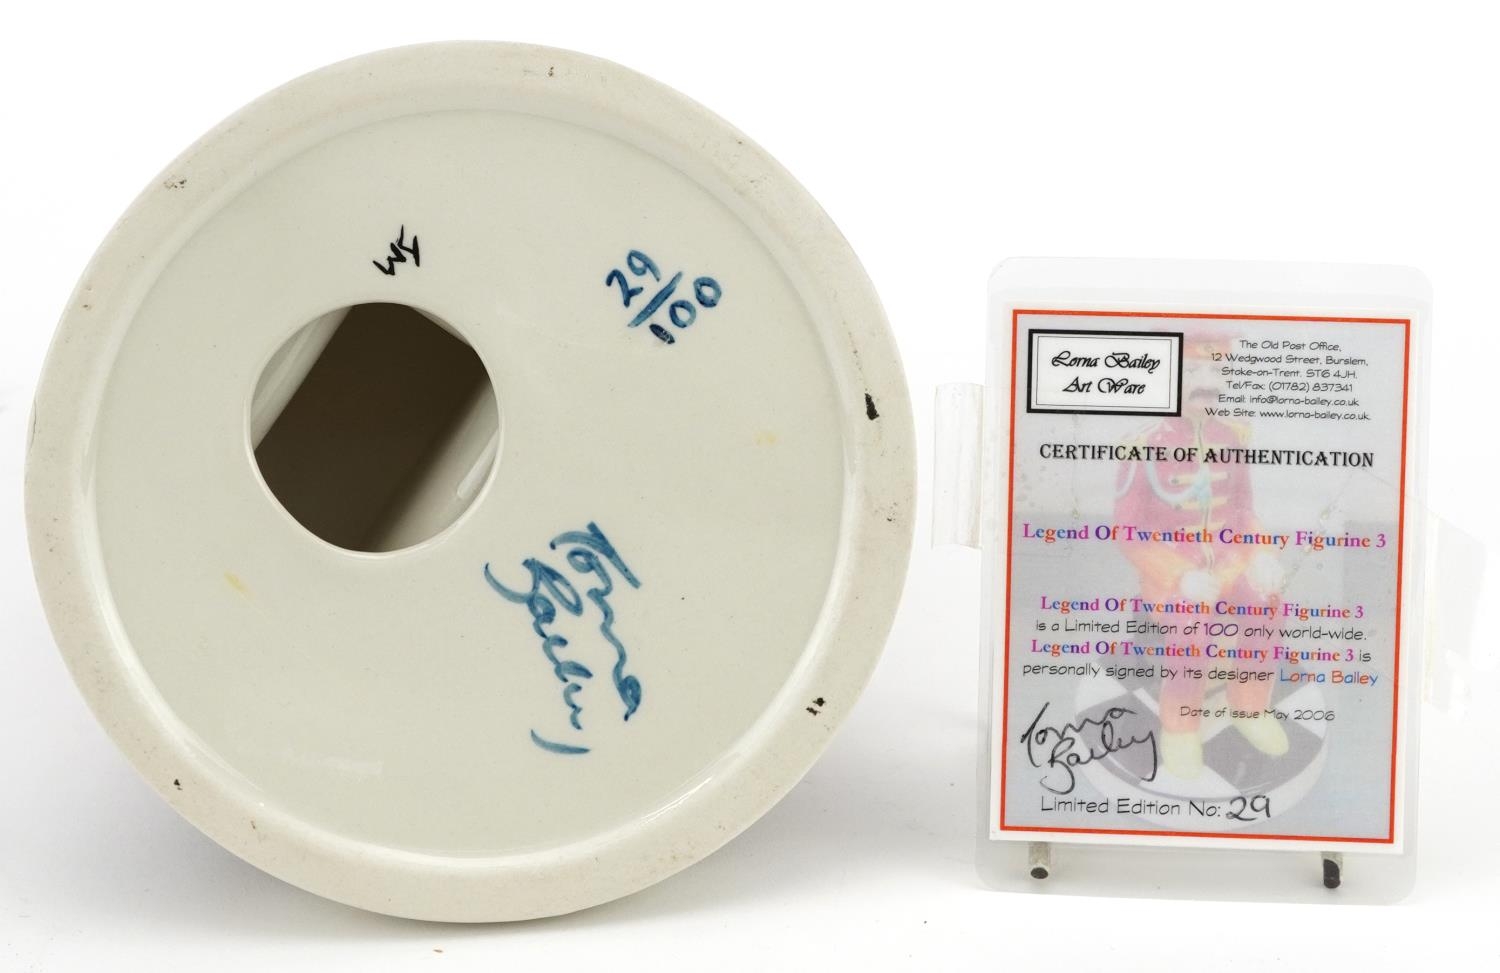 29/100
Lorna
Bailey
Lorna Bailey
Art Ware
The Old Post Office,
12 Wedgwood Street, Burslem,
Stoke-on-Trent. ST6 4JH.
Tel/Fax: (01782) 837341
Email: info@lorna-bailey.co.uk
Web Site: www.lorna-bailey.co.uk.
CERTIFICATE OF AUTHENTICATION
Legend Of Twentieth Century Figurine 3
Legend Of Twentieth Century Figurine 3
is a Limited Edition of 100 only world-wide.
Legend Of Twentieth Century Figurine 3 is
personally signed by its designer Lorna Bailey
Date of issue May 2006
Lorna
Bailey
Limited Edition No: 29